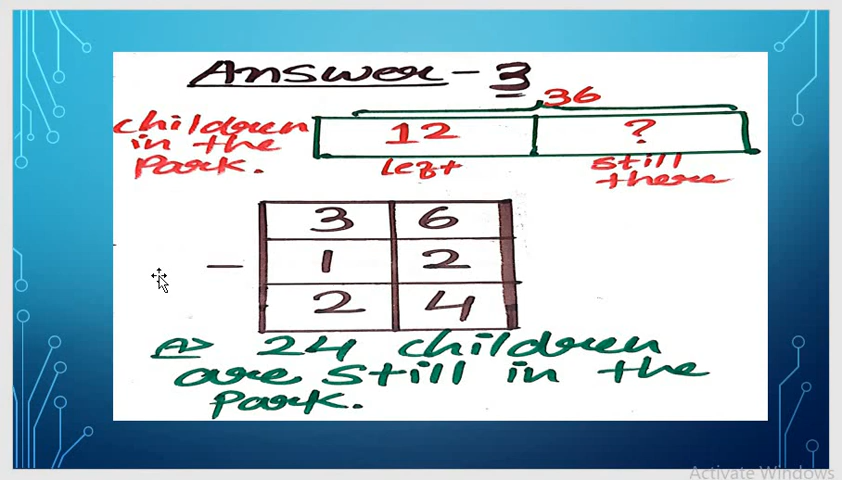 Answer - 3
36
children
in the
Park.
12
?
left
still
there
3 6
- 1 2
2 4
A> 24 children
are still in the
Park.
Activate Windows